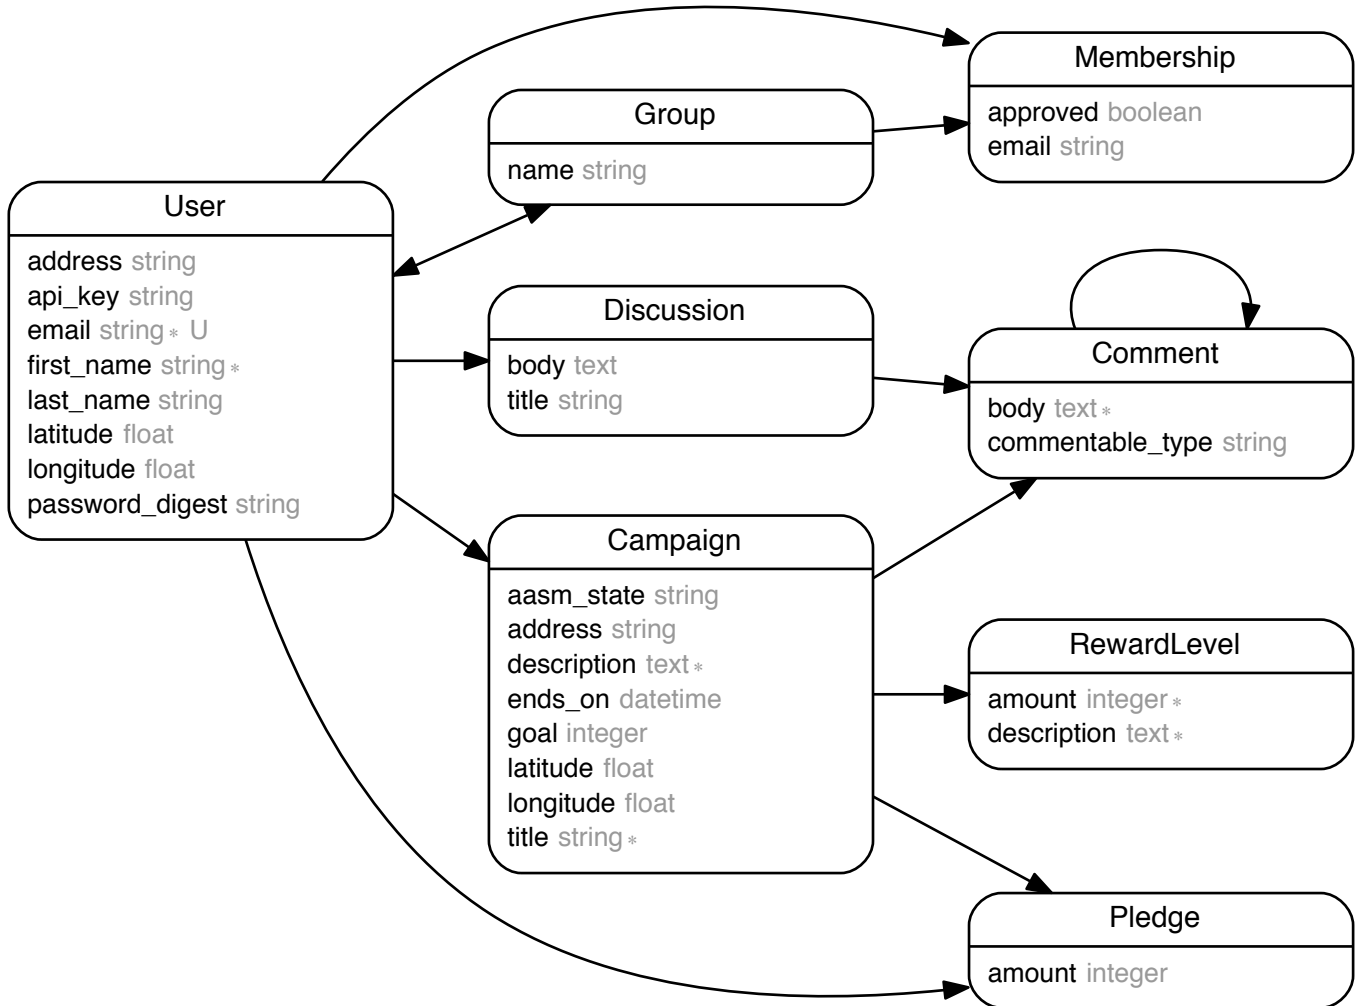 User
address string
api_key string
email string* U
first_name string*
last_name string
latitude float
longitude float
password_digest string
Group
name string
Discussion
body text
title string
Campaign
aasm_state string
address string
description text*
ends_on datetime
goal integer
latitude float
longitude float
title string*
Membership
approved boolean
email string
Comment
body text*
commentable_type string
RewardLevel
amount integer*
description text*
Pledge
amount integer